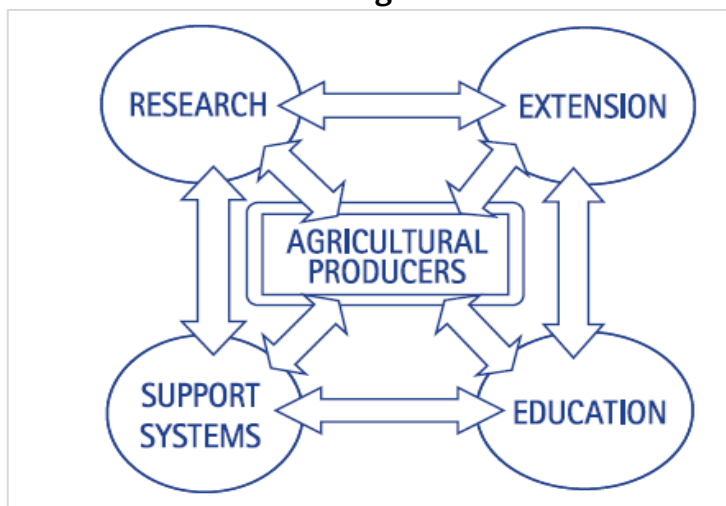 RESEARCH
EXTENSION
AGRICULTURAL
PRODUCERS
SUPPORT
SYSTEMS
EDUCATION